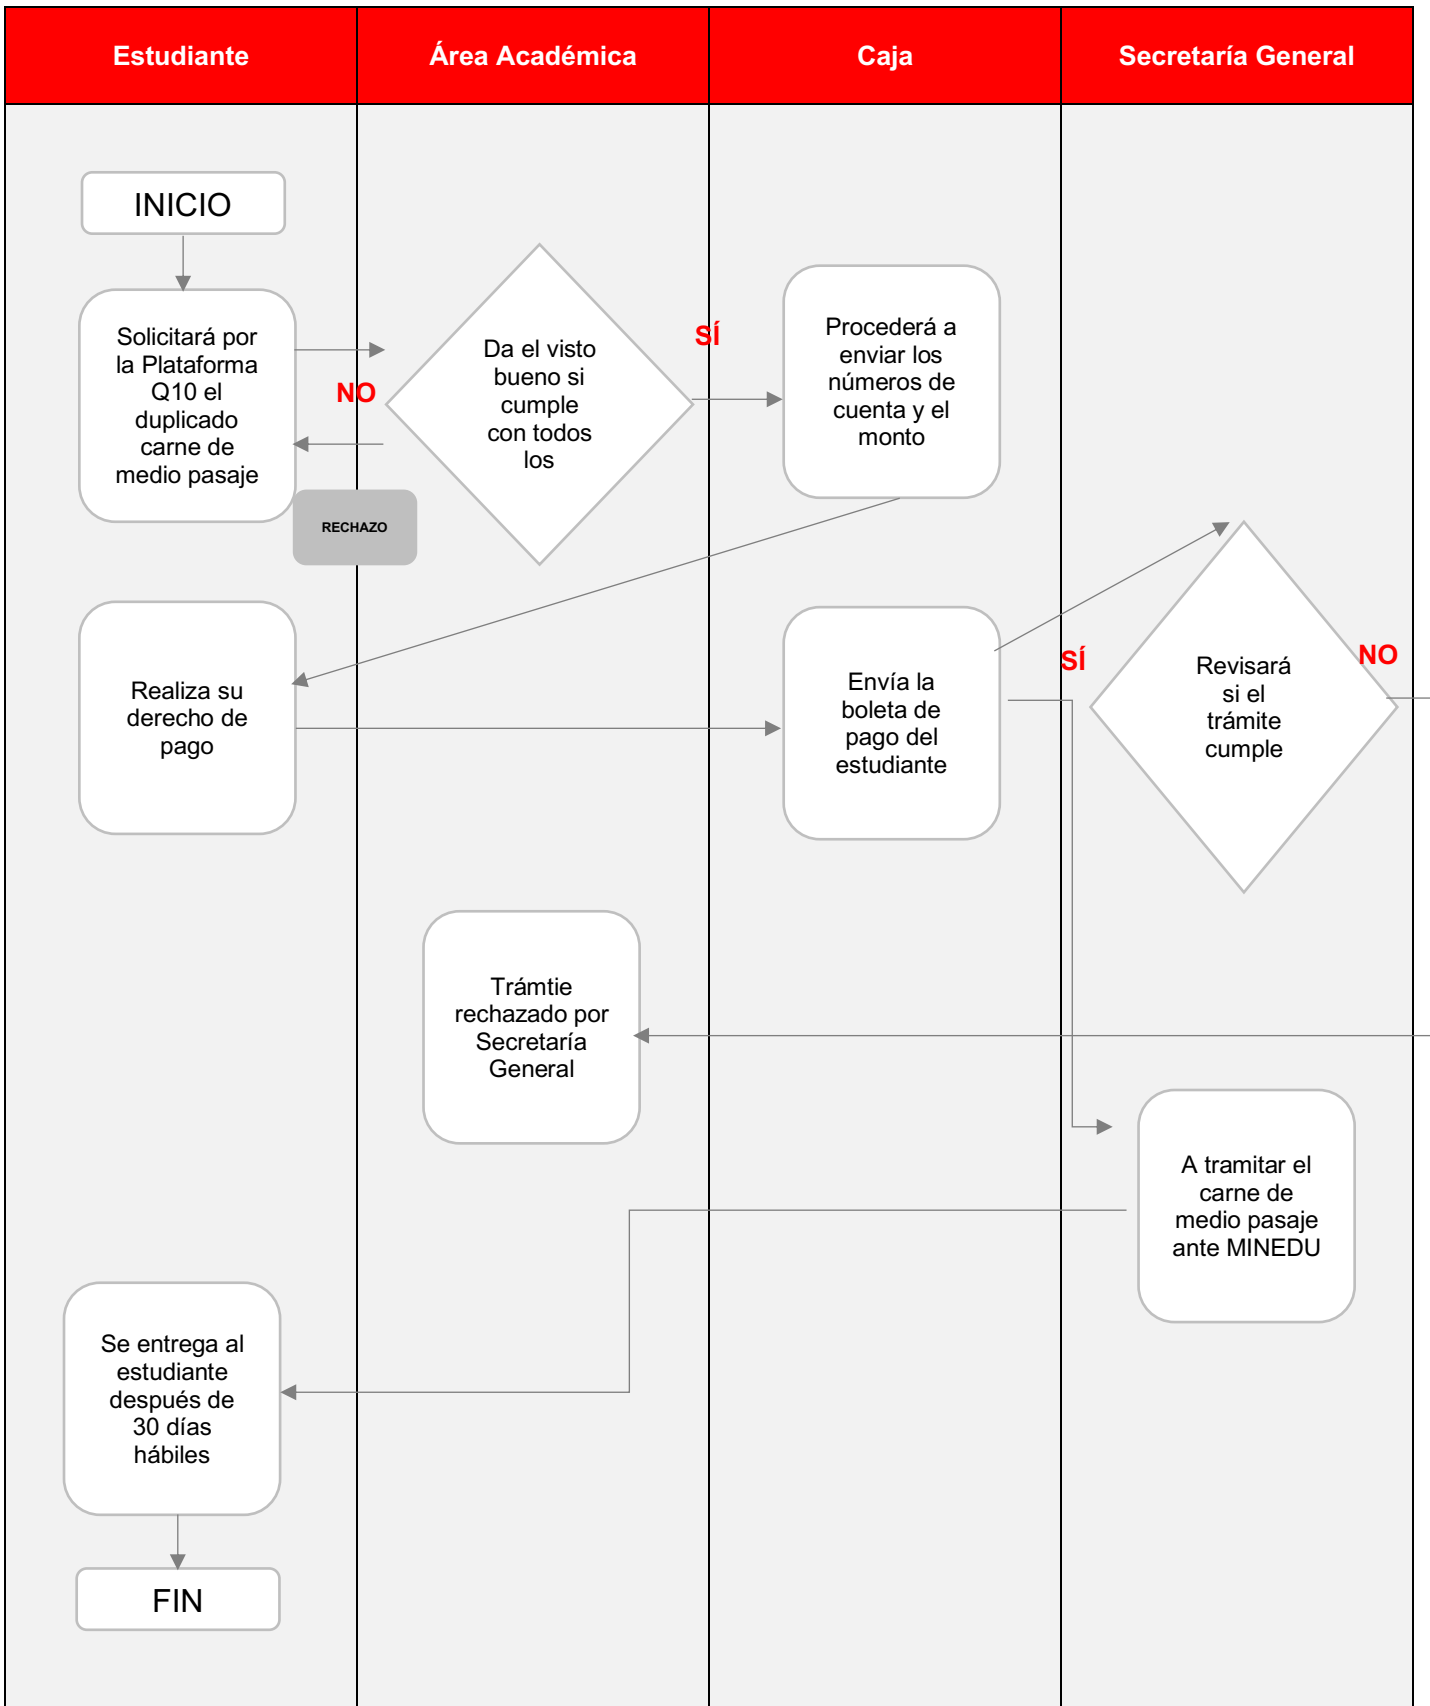 Estudiante
Área Académica
Caja
Secretaría General
INICIO
Solicitará por
la Plataforma
Q10 el
duplicado
carne de
medio pasaje
NO
RECHAZO
Da el visto
bueno si
cumple
con todos
los
SÍ
Procederá a
enviar los
números de
cuenta y el
monto
Realiza su
derecho de
pago
Envía la
boleta de
pago del
estudiante
SÍ
Revisará
si el
trámite
cumple
NO
Trámtie
rechazado por
Secretaría
General
A tramitar el
carne de
medio pasaje
ante MINEDU
Se entrega al
estudiante
después de
30 días
hábiles
FIN